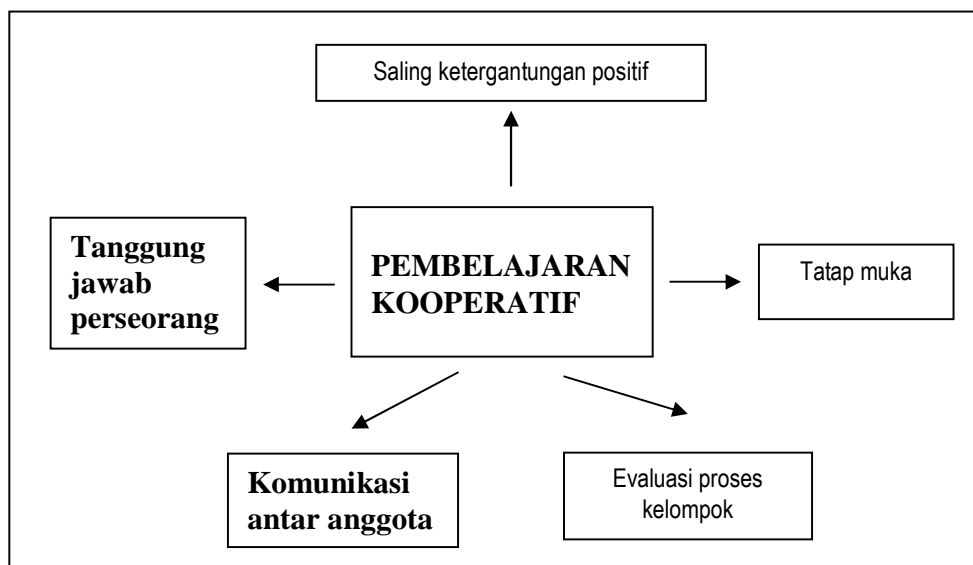 Saling ketergantungan positif
Tanggung
jawab
perseorang
PEMBELAJARAN
KOOPERATIF
Tatap muka
Komunikasi
antar anggota
Evaluasi proses
kelompok